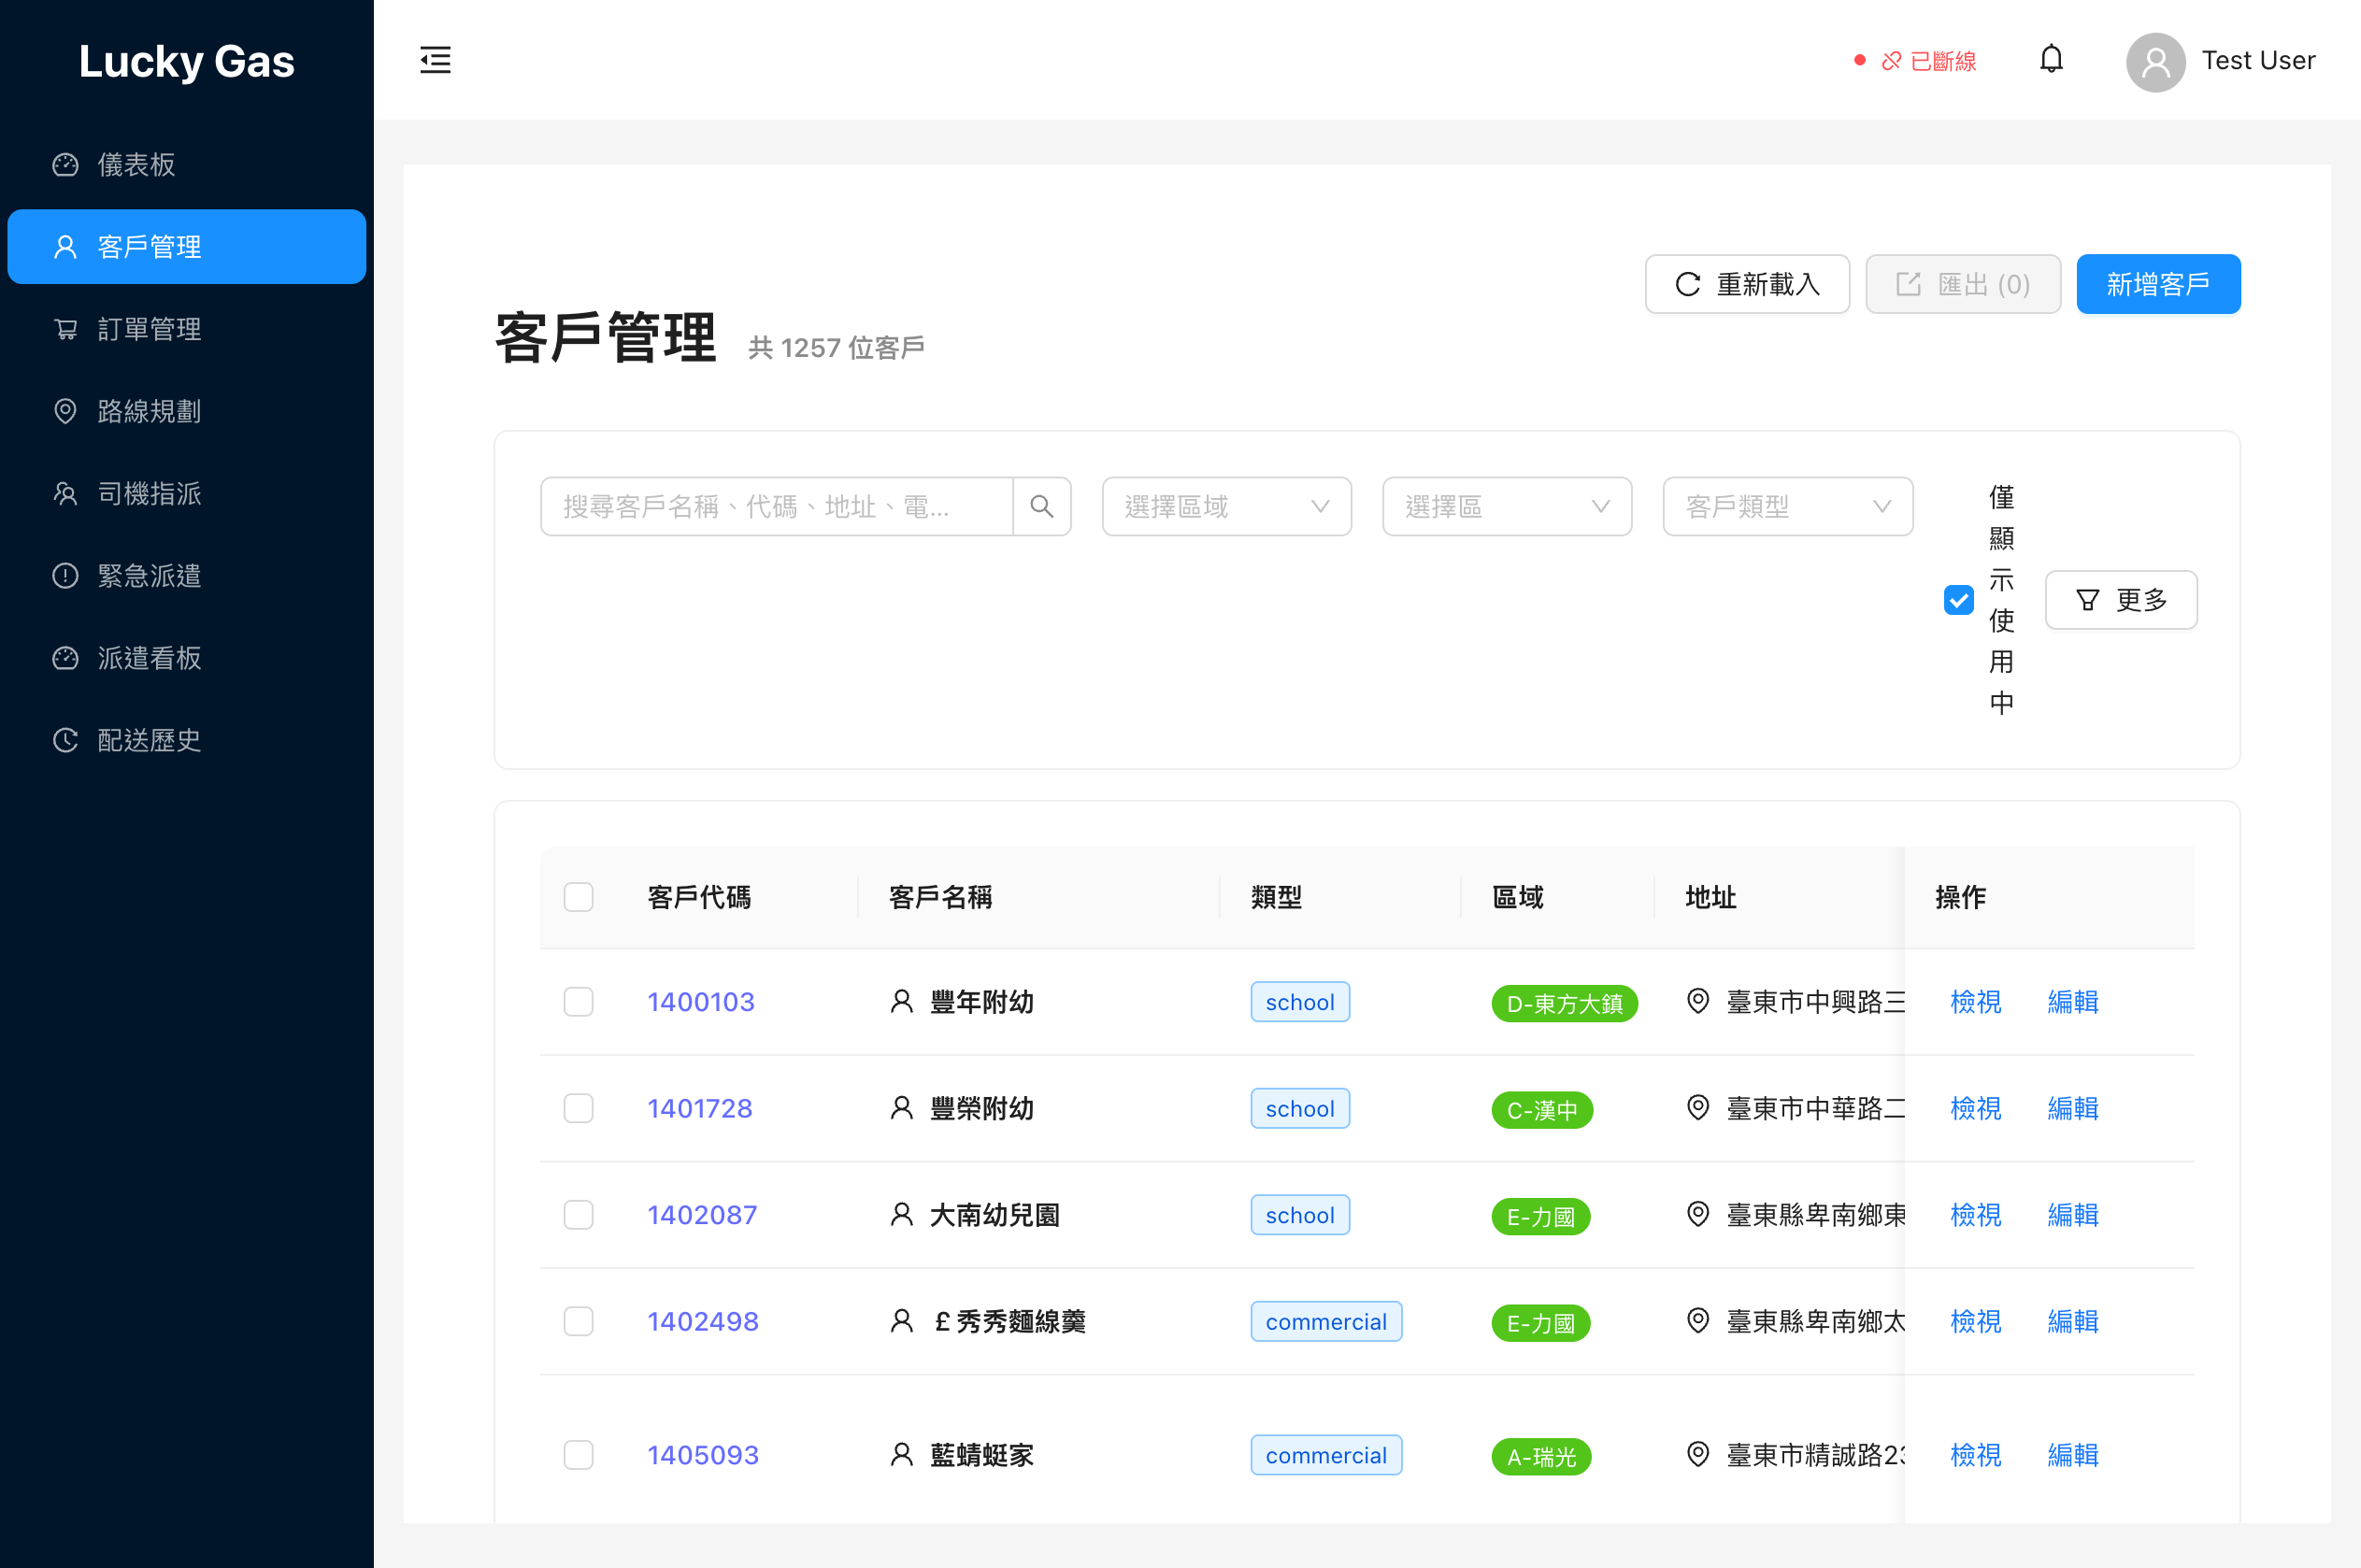 Lucky Gas
儀表板
客戶管理
訂單管理
路線規劃
司機指派
緊急派遣
派遣看板
配送歷史
已斷線
Test User
重新載入
匯出 (0)
新增客戶
客戶管理 共 1257 位客戶
搜尋客戶名稱、代碼、地址、電...
選擇區域
選擇區
客戶類型
僅
顯
示
使
用
中
更多
客戶代碼 客戶名稱 類型 區域 地址 操作
1400103 豐年附幼 school D-東方大鎮 臺東市中興路三 檢視 編輯
1401728 豐榮附幼 school C-漢中 臺東市中華路二 檢視 編輯
1402087 大南幼兒園 school E-力國 臺東縣卑南鄉東 檢視 編輯
1402498 £秀秀麵線羹 commercial E-力國 臺東縣卑南鄉太 檢視 編輯
1405093 藍蜻蜓家 commercial A-瑞光 臺東市精誠路23 檢視 編輯